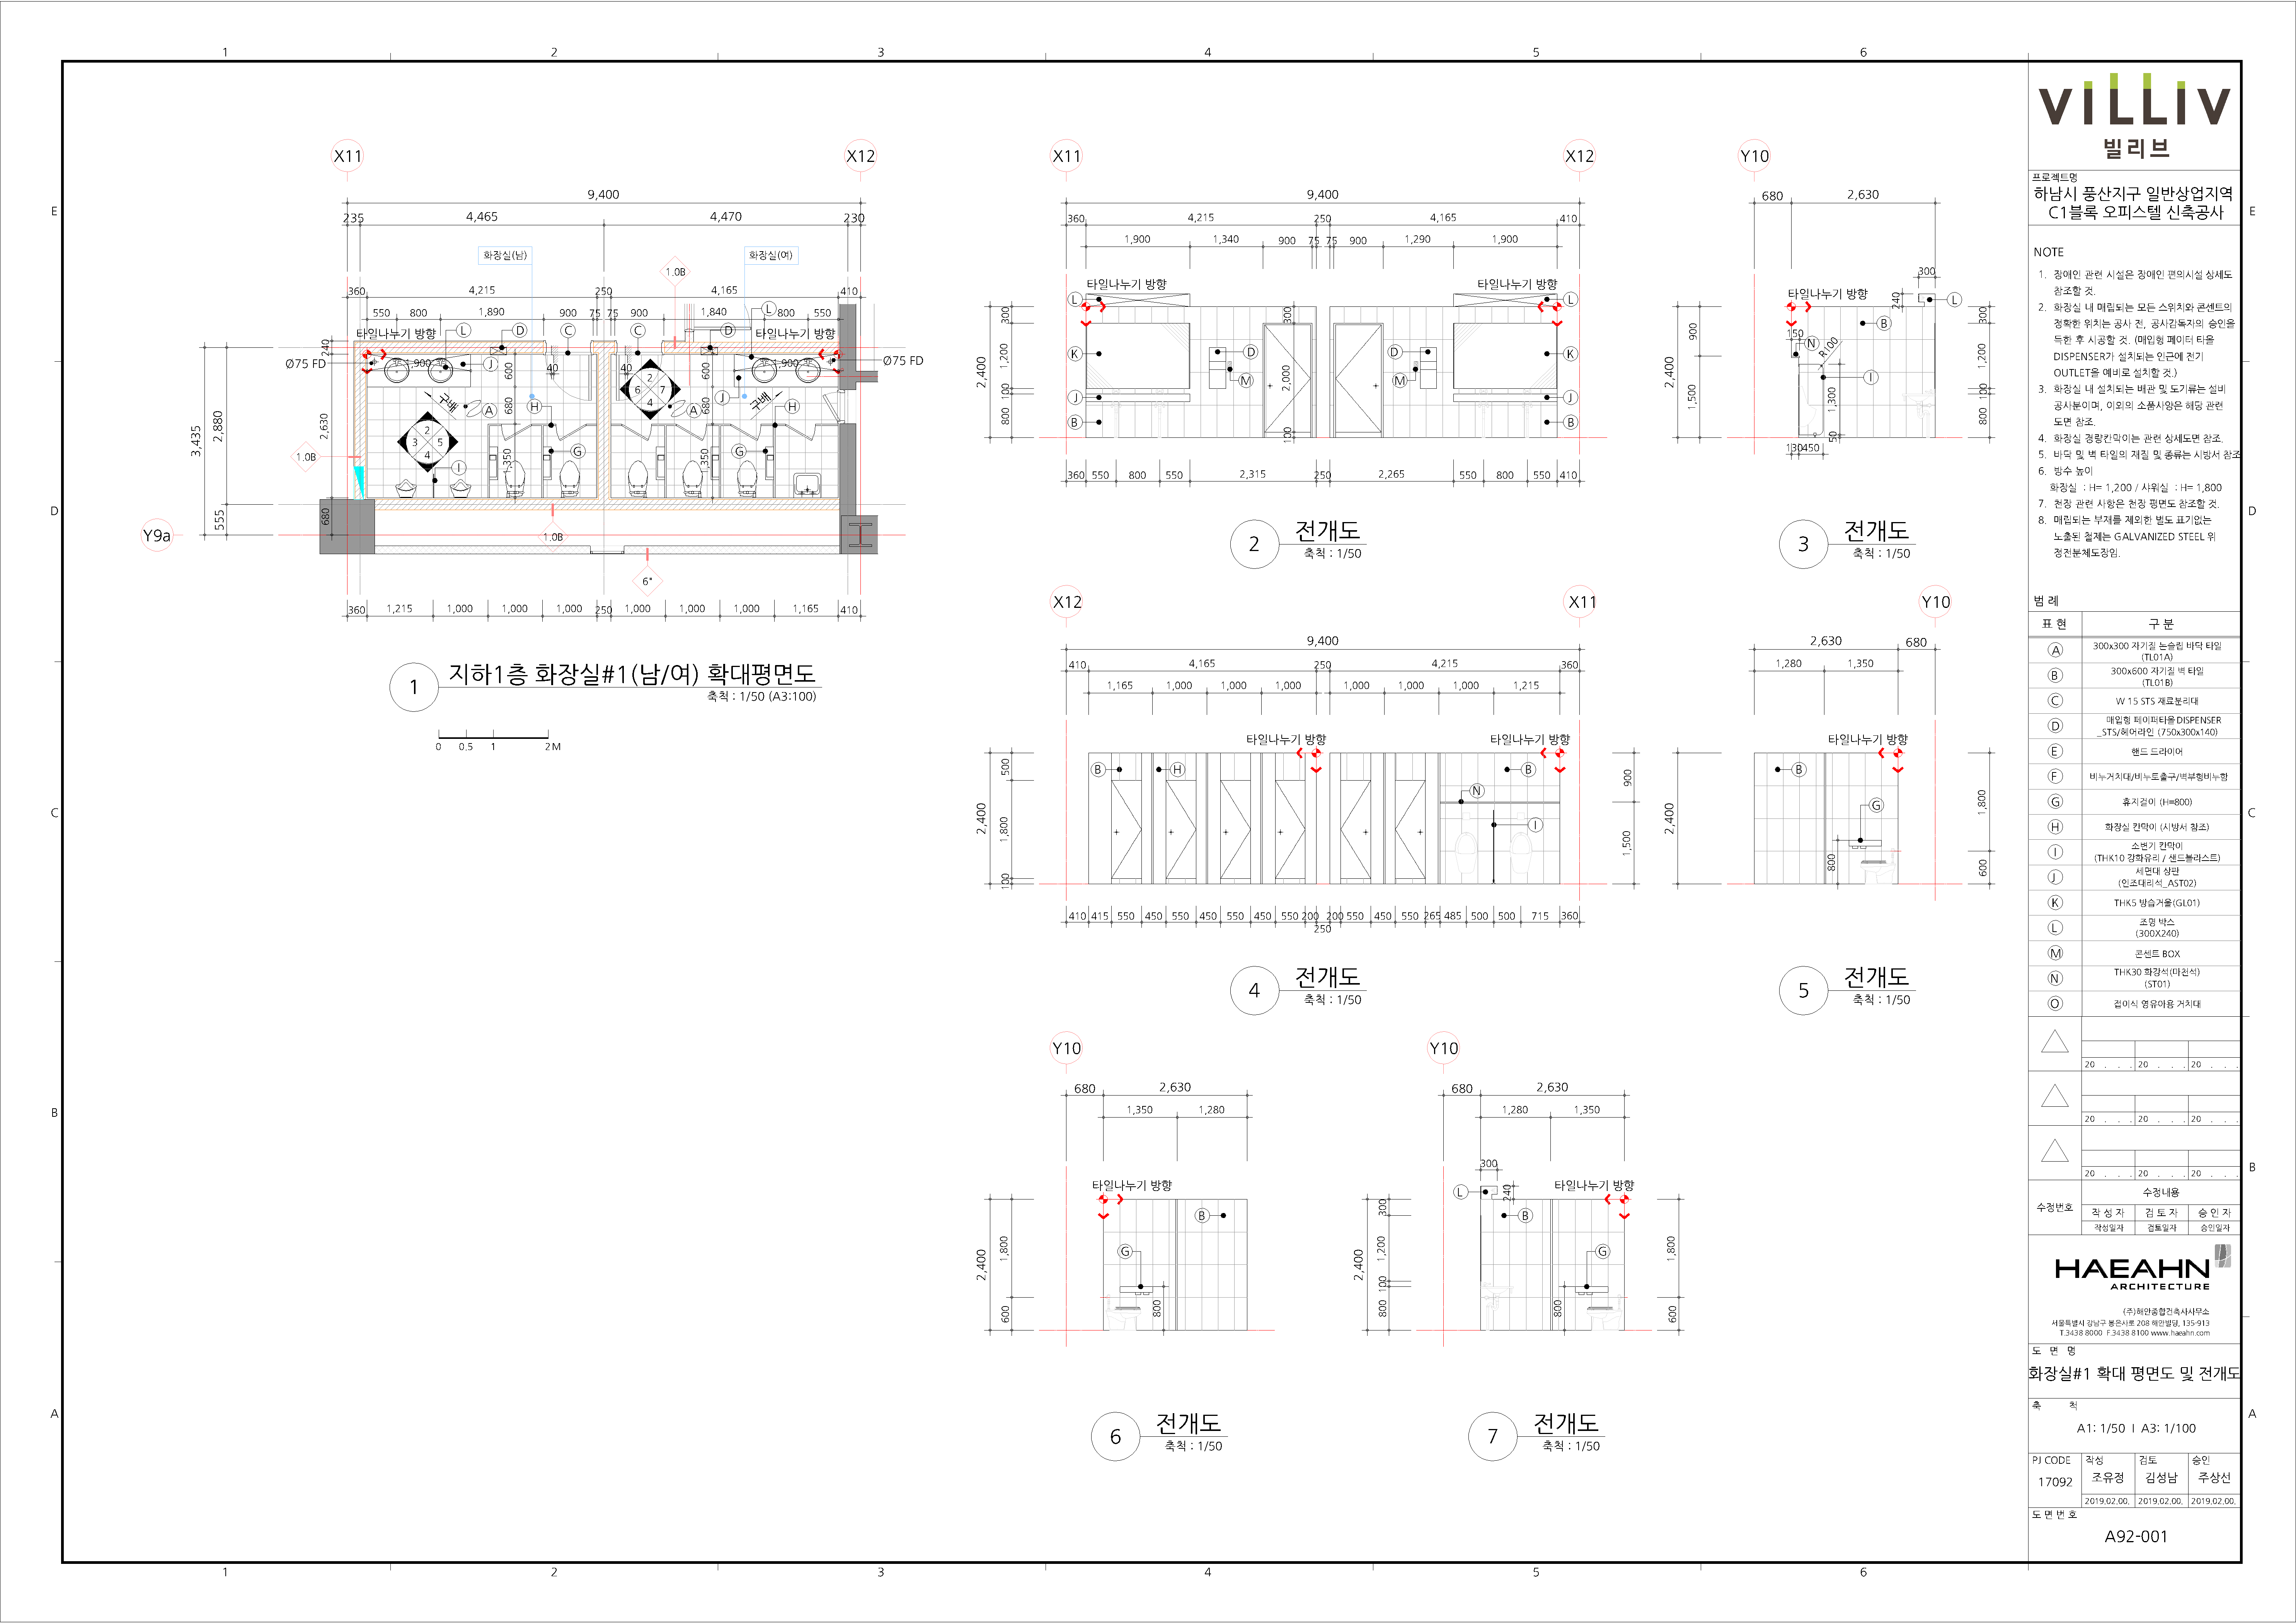 1 2 3 4 5 6
E
D
C
B
A
X11 X12
9,400
235 4,465 4,470 230
화장실(남) 화장실(여)
1.0B
360 4,215 250 4,165 410
550 800 1,890 900 75 75 900 1,840 800 550
타일나누기 방향 L D C C D L 타일나누기 방향
Ø75 FD 1,900 J 40 40 1,900 Ø75 FD
240 600 600
2 6 7 4 J
구배 A 680 H A 680 구배 H
3,435 2,880 2,630
2 3 5 4
1.0B I 1,350 G 1,350 G
555 680
Y9a 1.0B
6"
360 1,215 1,000 1,000 1,000 250 1,000 1,000 1,000 1,165 410
1 지하1층 화장실#1(남/여) 확대평면도
축척 : 1/50 (A3:100)
0 0.5 1 2M
X11 X12
9,400
360 4,215 250 4,165 410
1,900 1,340 900 75 75 900 1,290 1,900
타일나누기 방향 타일나누기 방향
L L
K D D K
M M
J J
B B
2,400 300 1,200 100 800
300 2,000 100
360 550 800 550 2,315 250 2,265 550 800 550 410
2 전개도
축척 : 1/50
Y10
680 2,630
300
타일나누기 방향 240 L
150 B
N R100
I
2,400 900 1,500 1,300 50
300 1,200 100 800
130 450
3 전개도
축척 : 1/50
X12 X11
9,400
410 4,165 250 4,215 360
1,165 1,000 1,000 1,000 1,000 1,000 1,000 1,215
타일나누기 방향 타일나누기 방향
B H B
N
I
2,400 500 1,800 100
900 1,500
410 415 550 450 550 450 550 450 550 200 200 550 450 550 265 485 500 500 715 360
250
4 전개도
축척 : 1/50
Y10
2,630 680
1,280 1,350
타일나누기 방향
B
G
2,400 800 1,800 600
5 전개도
축척 : 1/50
Y10
680 2,630
1,350 1,280
타일나누기 방향
B
G
2,400 1,800 600 800
6 전개도
축척 : 1/50
Y10
680 2,630
1,280 1,350
300
L 240 타일나누기 방향
B
G
2,400 300 1,200 100 800 800 1,800 600
7 전개도
축척 : 1/50
VILLIV
빌리브
프로젝트명
하남시 풍산지구 일반상업지역
C1블록 오피스텔 신축공사
NOTE
1. 장애인 관련 시설은 장애인 편의시설 상세도
참조할 것.
2. 화장실 내 매립되는 모든 스위치와 콘센트의
정확한 위치는 공사 전, 공사감독자의 승인을
득한 후 시공할 것. (매입형 페이터 타올
DISPENSER가 설치되는 인근에 전기
OUTLET을 예비로 설치할 것.)
3. 화장실 내 설치되는 배관 및 도기류는 설비
공사분이며, 이외의 소품사양은 해당 관련
도면 참조.
4. 화장실 경량칸막이는 관련 상세도면 참조.
5. 바닥 및 벽 타일의 재질 및 종류는 시방서 참조
6. 방수 높이
화장실 : H= 1,200 / 샤워실 : H= 1,800
7. 천장 관련 사항은 천장 평면도 참조할 것.
8. 매립되는 부재를 제외한 별도 표기없는
노출된 철제는 GALVANIZED STEEL 위
정전분체도장임.
범 례
표 현 구 분
A 300x300 자기질 논슬립 바닥 타일
(TL01A)
B 300x600 자기질 벽 타일
(TL01B)
C W 15 STS 재료분리대
D 매입형 페이퍼타올 DISPENSER
_STS/헤어라인 (750x300x140)
E 핸드 드라이어
F 비누거치대/비누토출구/벽부형비누함
G 휴지걸이 (H=800)
H 화장실 칸막이 (시방서 참조)
I 소변기 칸막이
(THK10 강화유리 / 샌드블라스트)
J 세면대 상판
(인조대리석_AST02)
K THK5 방습거울(GL01)
L 조명 박스
(300X240)
M 콘센트 BOX
N THK30 화강석(마천석)
(ST01)
O 접이식 영유아용 거치대
20 . . . 20 . . . 20 . . .
20 . . . 20 . . . 20 . . .
20 . . . 20 . . . 20 . . .
수정번호 수정내용
작 성 자 검 토 자 승 인 자
작성일자 검토일자 승인일자
HAEAHN
ARCHITECTURE
(주)해안종합건축사사무소
서울특별시 강남구 봉은사로 208 해안빌딩, 135-913
T.3438 8000 F.3438 8100 www.haeahn.com
도 면 명
화장실#1 확대 평면도 및 전개도
축 척
A1: 1/50 I A3: 1/100
PJ CODE 작성 검토 승인
17092 조유정 김성남 주상선
2019.02.00. 2019.02.00. 2019.02.00.
도 면 번 호
A92-001
E
D
C
B
A
1 2 3 4 5 6